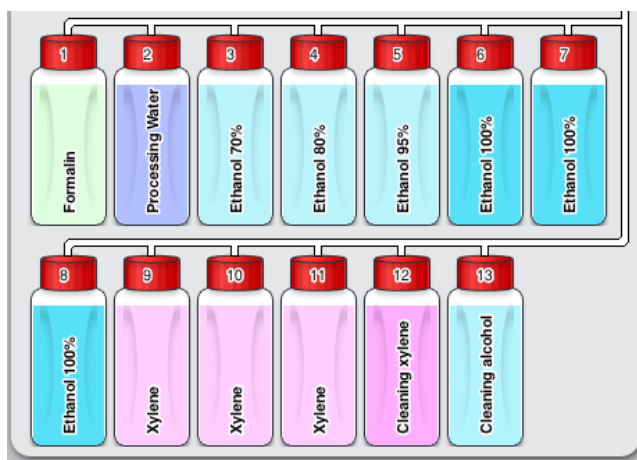 1
2
3
4
5
6
7
Formalin
Processing Water
Ethanol 70%
Ethanol 80%
Ethanol 95%
Ethanol 100%
Ethanol 100%
8
9
10
11
12
13
Ethanol 100%
Xylene
Xylene
Xylene
Cleaning xylene
Cleaning alcohol